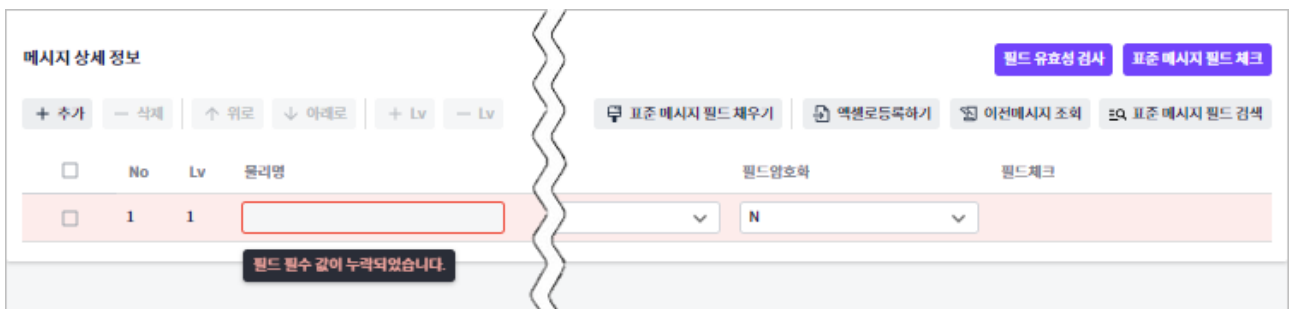 메시지 상세 정보
필드 유효성 검사 표준 메시지 필드 체크
+ 추가 — 삭제 ↑ 위로 ↓ 아래로 + Lv — Lv 표준 메시지 필드 채우기 엑셀로등록하기 이전메시지 조회 표준 메시지 필드 검색
No Lv 물리명 필드암호화 필드체크
1 1 N
필드 필수 값이 누락되었습니다.